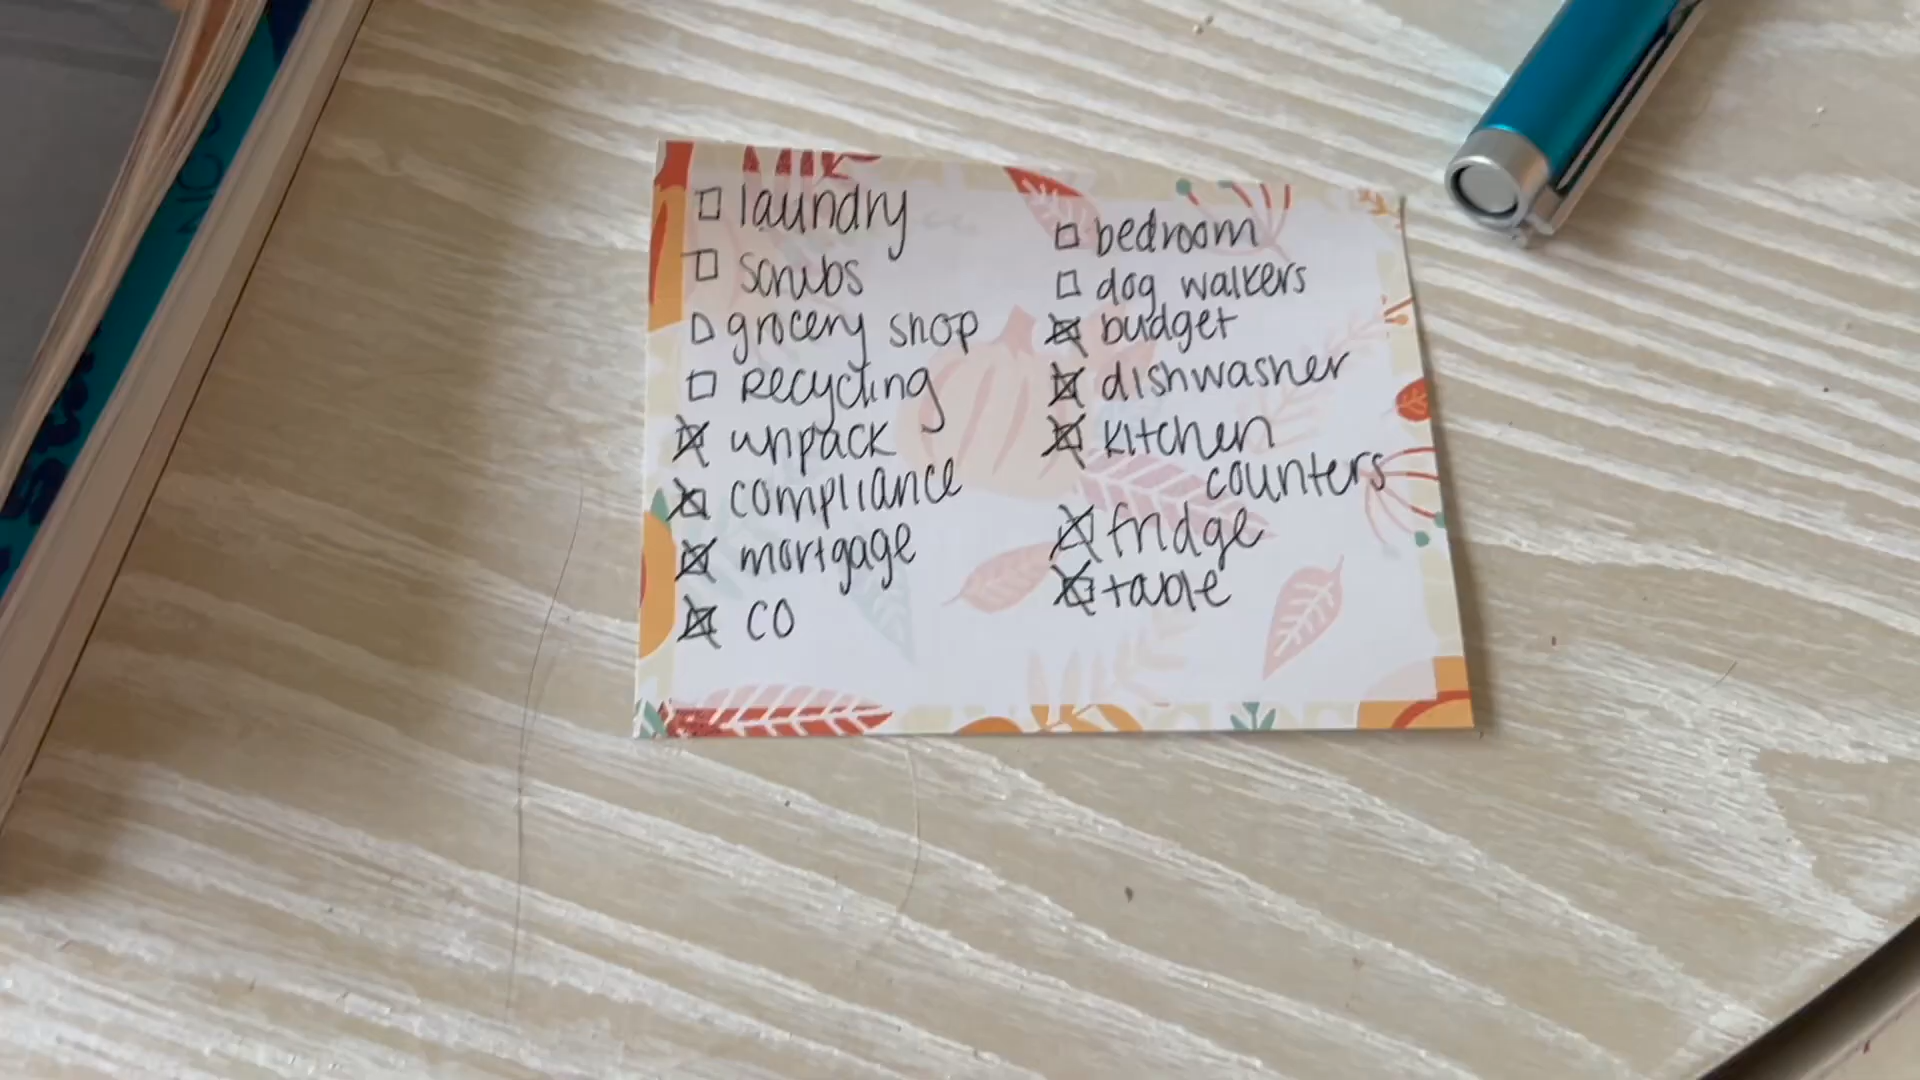 laundry
scrubs
grocery shop
Recycling
unpack
compliance
mortgage
CO
bedroom
dog walkers
budget
dishwasher
kitchen
counters
fridge
table